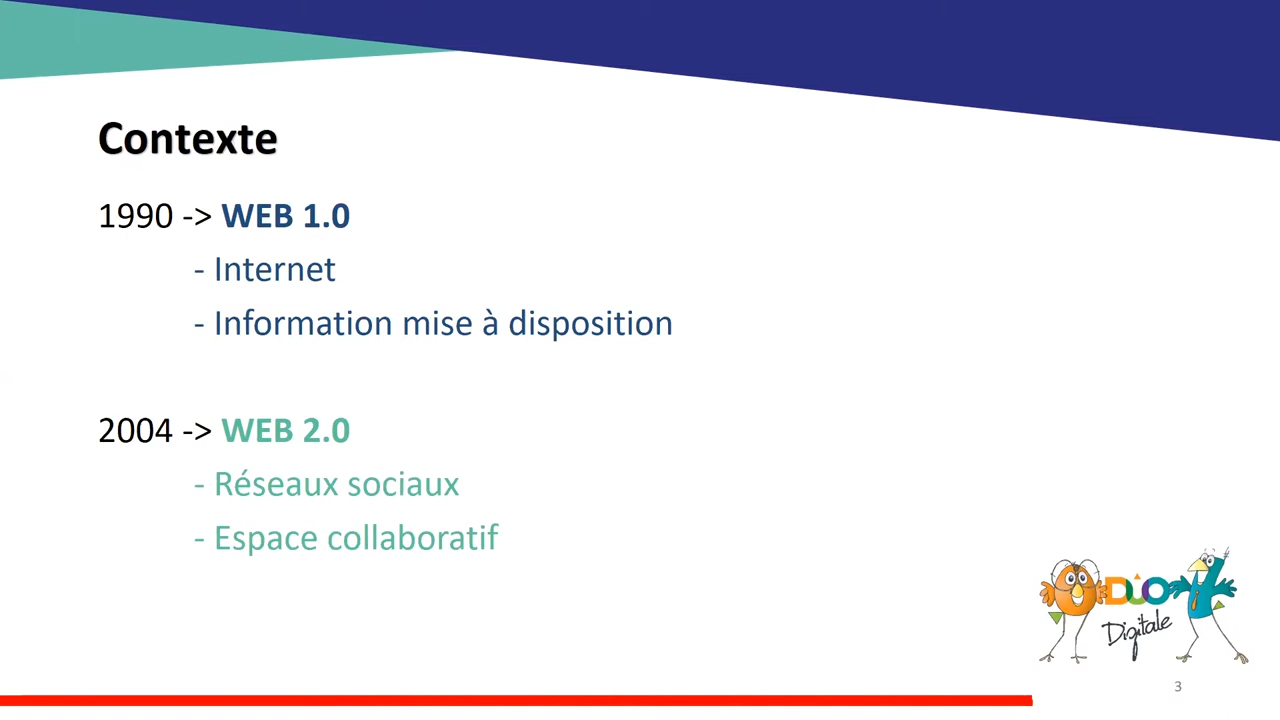 Contexte
1990 -> WEB 1.0
- Internet
- Information mise à disposition
2004 -> WEB 2.0
- Réseaux sociaux
- Espace collaboratif
DUO
Digitale
3